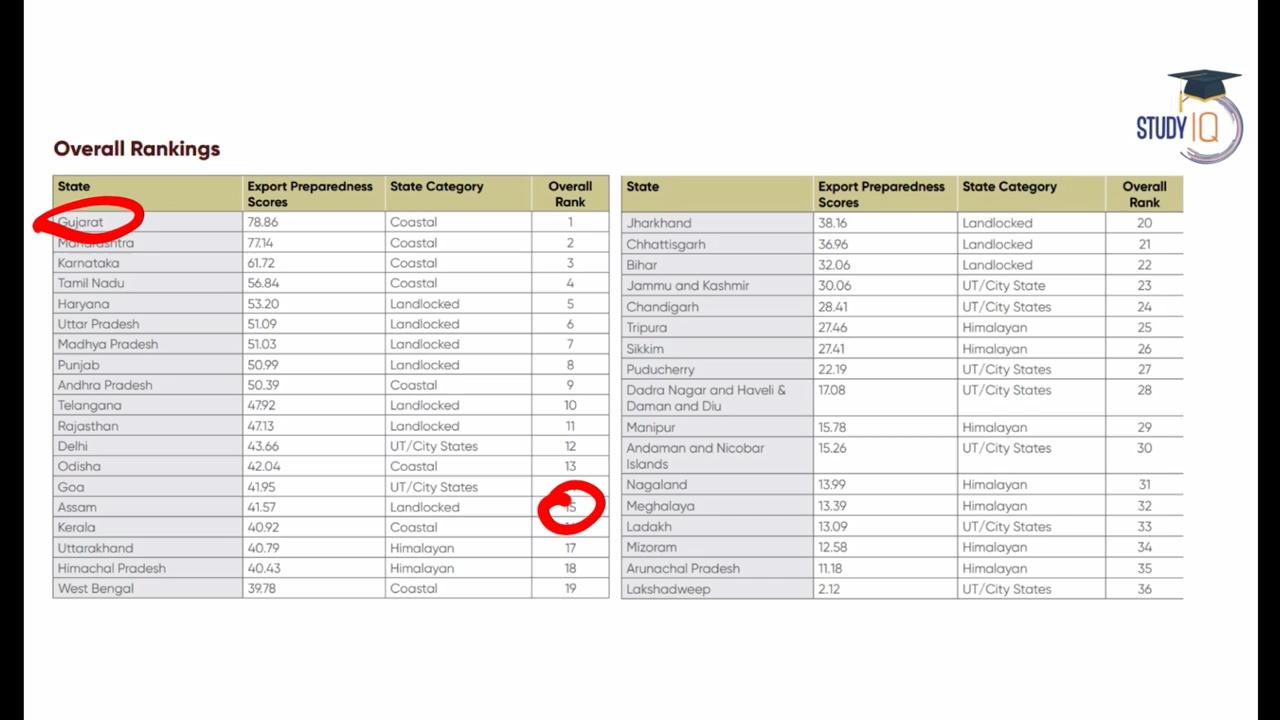 STUDY IQ
Overall Rankings
State Export Preparedness Scores State Category Overall Rank
Gujarat 78.86 Coastal 1
Maharashtra 77.14 Coastal 2
Karnataka 61.72 Coastal 3
Tamil Nadu 56.84 Coastal 4
Haryana 53.20 Landlocked 5
Uttar Pradesh 51.09 Landlocked 6
Madhya Pradesh 51.03 Landlocked 7
Punjab 50.99 Landlocked 8
Andhra Pradesh 50.39 Coastal 9
Telangana 47.92 Landlocked 10
Rajasthan 47.13 Landlocked 11
Delhi 43.66 UT/City States 12
Odisha 42.04 Coastal 13
Goa 41.95 UT/City States
Assam 41.57 Landlocked 15
Kerala 40.92 Coastal
Uttarakhand 40.79 Himalayan 17
Himachal Pradesh 40.43 Himalayan 18
West Bengal 39.78 Coastal 19
State Export Preparedness Scores State Category Overall Rank
Jharkhand 38.16 Landlocked 20
Chhattisgarh 36.96 Landlocked 21
Bihar 32.06 Landlocked 22
Jammu and Kashmir 30.06 UT/City State 23
Chandigarh 28.41 UT/City States 24
Tripura 27.46 Himalayan 25
Sikkim 27.41 Himalayan 26
Puducherry 22.19 UT/City States 27
Dadra Nagar and Haveli & 17.08 UT/City States 28
Daman and Diu
Manipur 15.78 Himalayan 29
Andaman and Nicobar 15.26 UT/City States 30
Islands
Nagaland 13.99 Himalayan 31
Meghalaya 13.39 Himalayan 32
Ladakh 13.09 UT/City States 33
Mizoram 12.58 Himalayan 34
Arunachal Pradesh 11.18 Himalayan 35
Lakshadweep 2.12 UT/City States 36